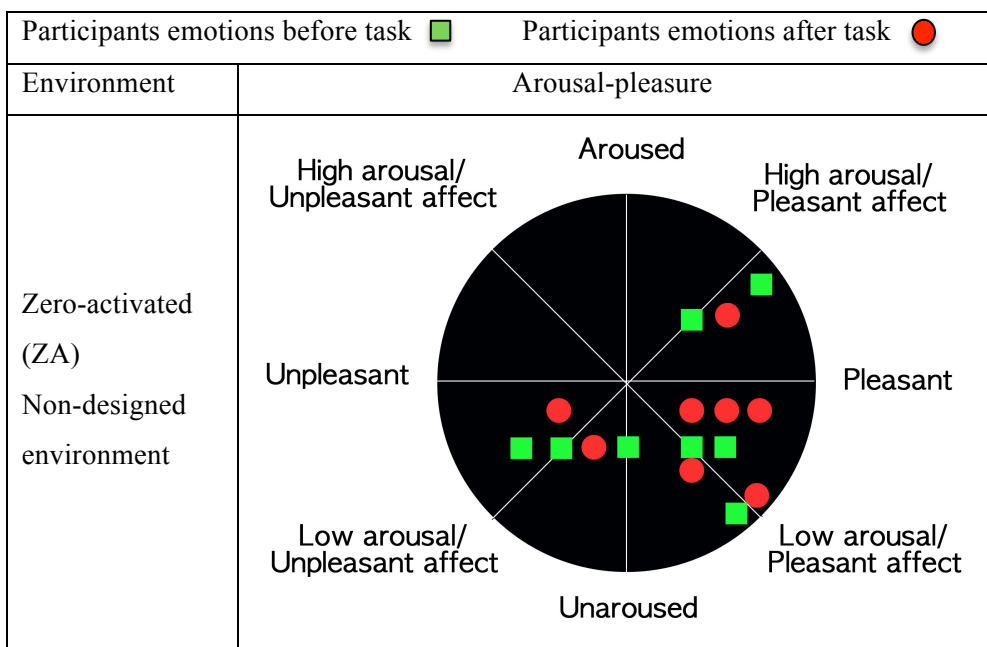 Participants emotions before task
Participants emotions after task
Environment
Arousal-pleasure
Zero-activated
(ZA)
Non-designed
environment
Aroused
High arousal/
Unpleasant affect
High arousal/
Pleasant affect
Unpleasant
Pleasant
Low arousal/
Unpleasant affect
Low arousal/
Pleasant affect
Unaroused